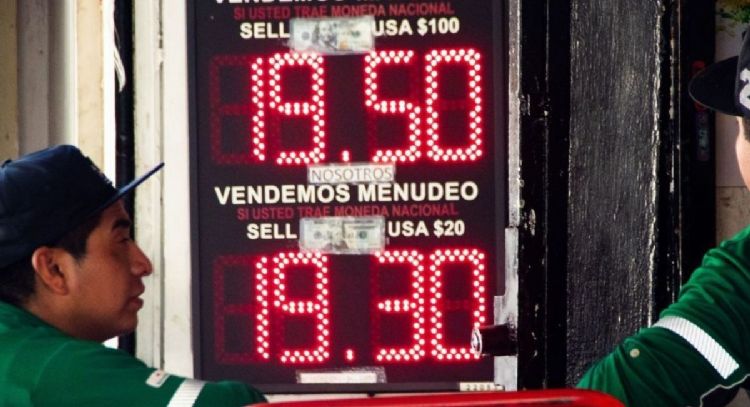 VENDEMOS
SI USTED TRAE MONEDA NACIONAL
SELL USA $100
19.50
NOSOTROS
VENDEMOS MENUDEO
SI USTED TRAE MONEDA NACIONAL
SELL USA $20
19.30